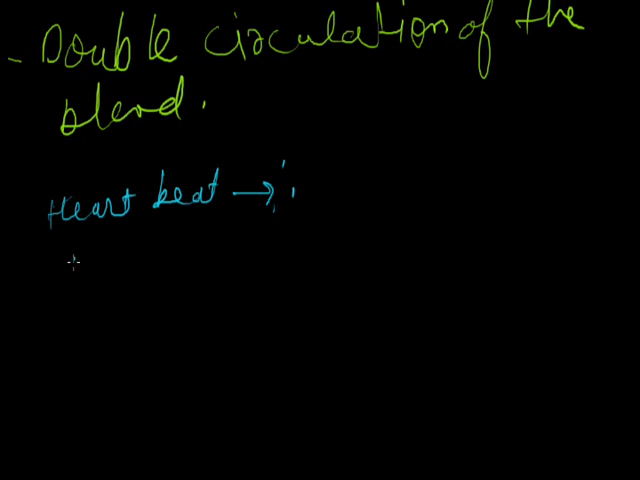 - Double circulation of the
blood.
Heart beat →